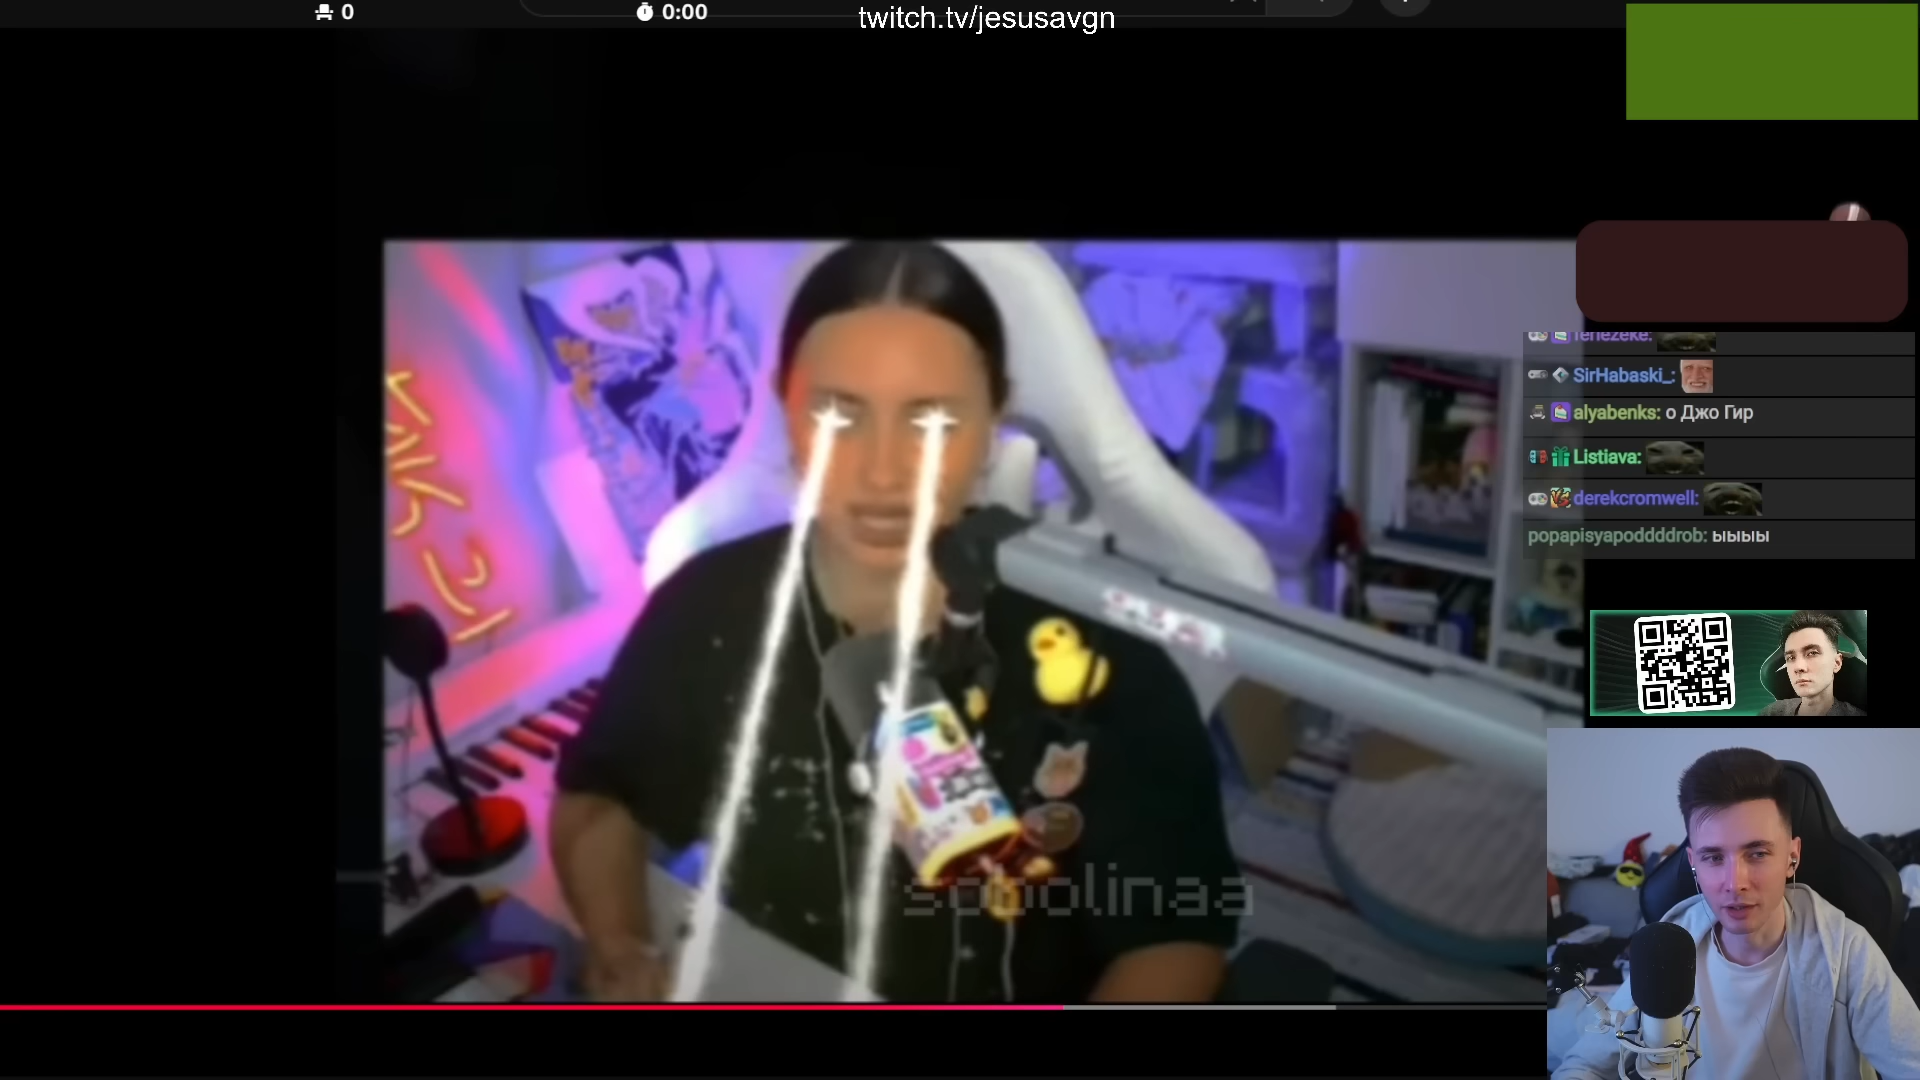 0
0:00
twitch.tv/jesusavgn
SirHabaski_:
alyabenks: о Джо Гир
Listiava:
derekcromwell:
popapisyapoddddrob: ыыыы
sobolinaa